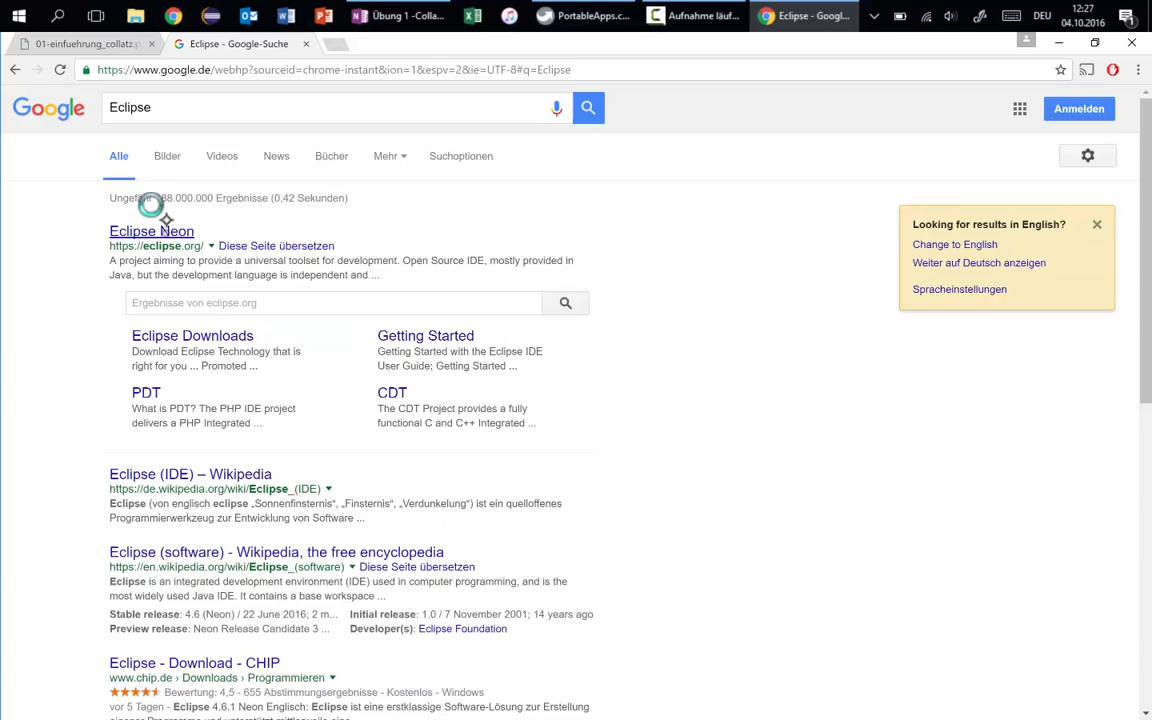 Übung 1 -Colla...
PortableApps.c...
Aufnahme läuf...
Eclipse - Googl...
DEU
12:27
04.10.2016
1
01-einfuehrung_collatz.p
Eclipse - Google-Suche
https://www.google.de/webhp?sourceid=chrome-instant&ion=1&espv=2&ie=UTF-8#q=Eclipse
Google
Eclipse
Anmelden
Alle Bilder Videos News Bücher Mehr Suchoptionen
Ungefähr 88.000.000 Ergebnisse (0,42 Sekunden)
Eclipse Neon
https://eclipse.org/ Diese Seite übersetzen
A project aiming to provide a universal toolset for development. Open Source IDE, mostly provided in
Java, but the development language is independent and ...
Ergebnisse von eclipse.org
Eclipse Downloads
Download Eclipse Technology that is
right for you ... Promoted ...
Getting Started
Getting Started with the Eclipse IDE
User Guide; Getting Started ...
PDT
What is PDT? The PHP IDE project
delivers a PHP Integrated ...
CDT
The CDT Project provides a fully
functional C and C++ Integrated ...
Eclipse (IDE) – Wikipedia
https://de.wikipedia.org/wiki/Eclipse_(IDE)
Eclipse (von englisch eclipse „Sonnenfinsternis“, „Finsternis“, „Verdunkelung“) ist ein quelloffenes
Programmierwerkzeug zur Entwicklung von Software ...
Eclipse (software) - Wikipedia, the free encyclopedia
https://en.wikipedia.org/wiki/Eclipse_(software) Diese Seite übersetzen
Eclipse is an integrated development environment (IDE) used in computer programming, and is the
most widely used Java IDE. It contains a base workspace ...
Stable release: 4.6 (Neon) / 22 June 2016; 2 m... Initial release: 1.0 / 7 November 2001; 14 years ago
Preview release: Neon Release Candidate 3 ... Developer(s): Eclipse Foundation
Eclipse - Download - CHIP
www.chip.de › Downloads › Programmieren
Bewertung: 4,5 - 655 Abstimmungsergebnisse - Kostenlos - Windows
vor 5 Tagen - Eclipse 4.6.1 Neon Englisch: Eclipse ist eine erstklassige Software-Lösung zur Erstellung
Looking for results in English?
Change to English
Weiter auf Deutsch anzeigen
Spracheinstellungen